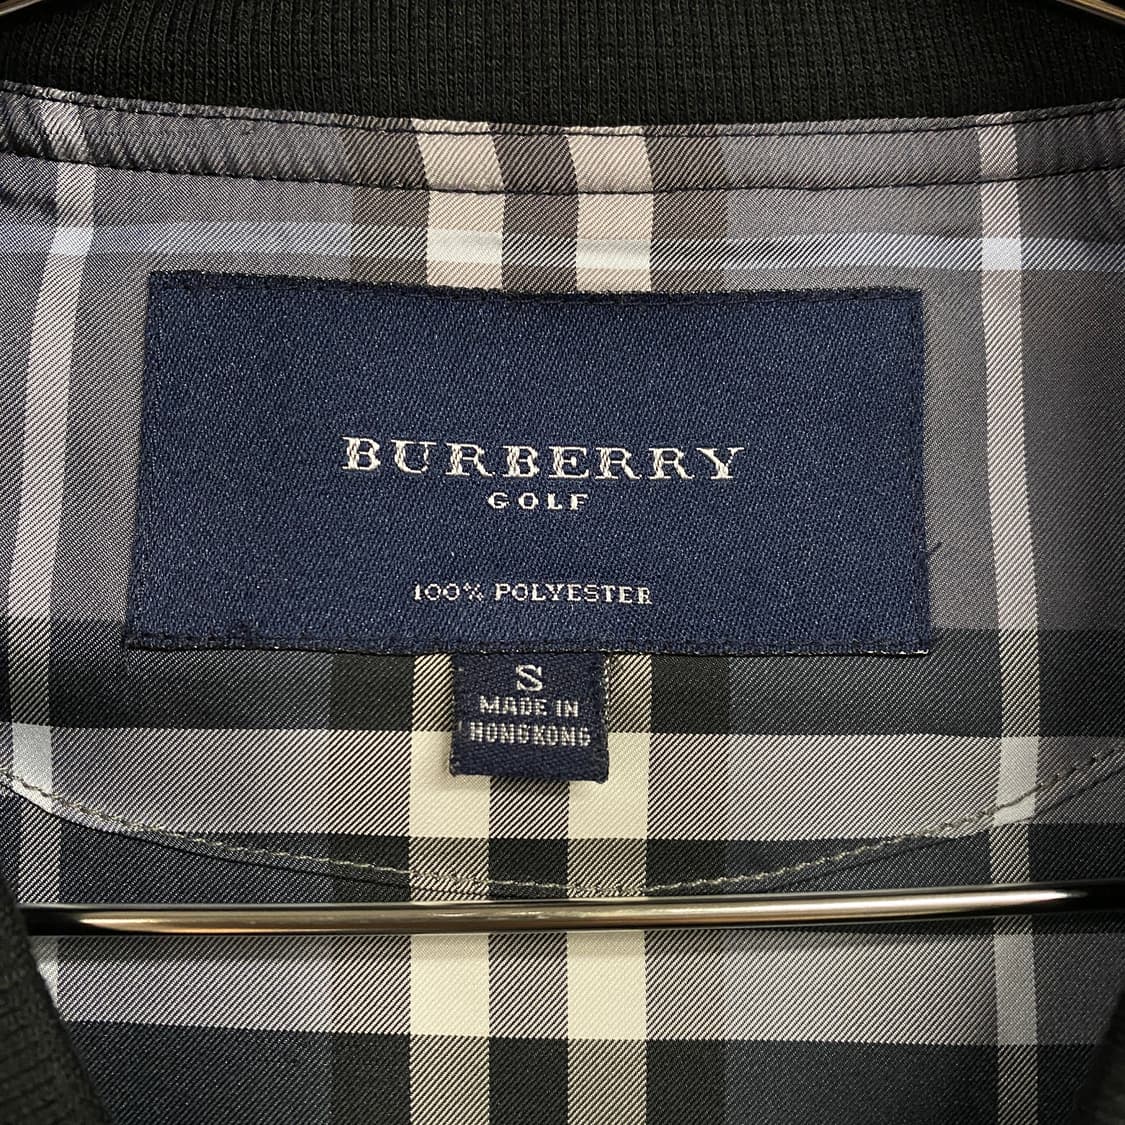 BURBERRY
GOLF
100% POLYESTER
S
MADE IN
HONGKONG